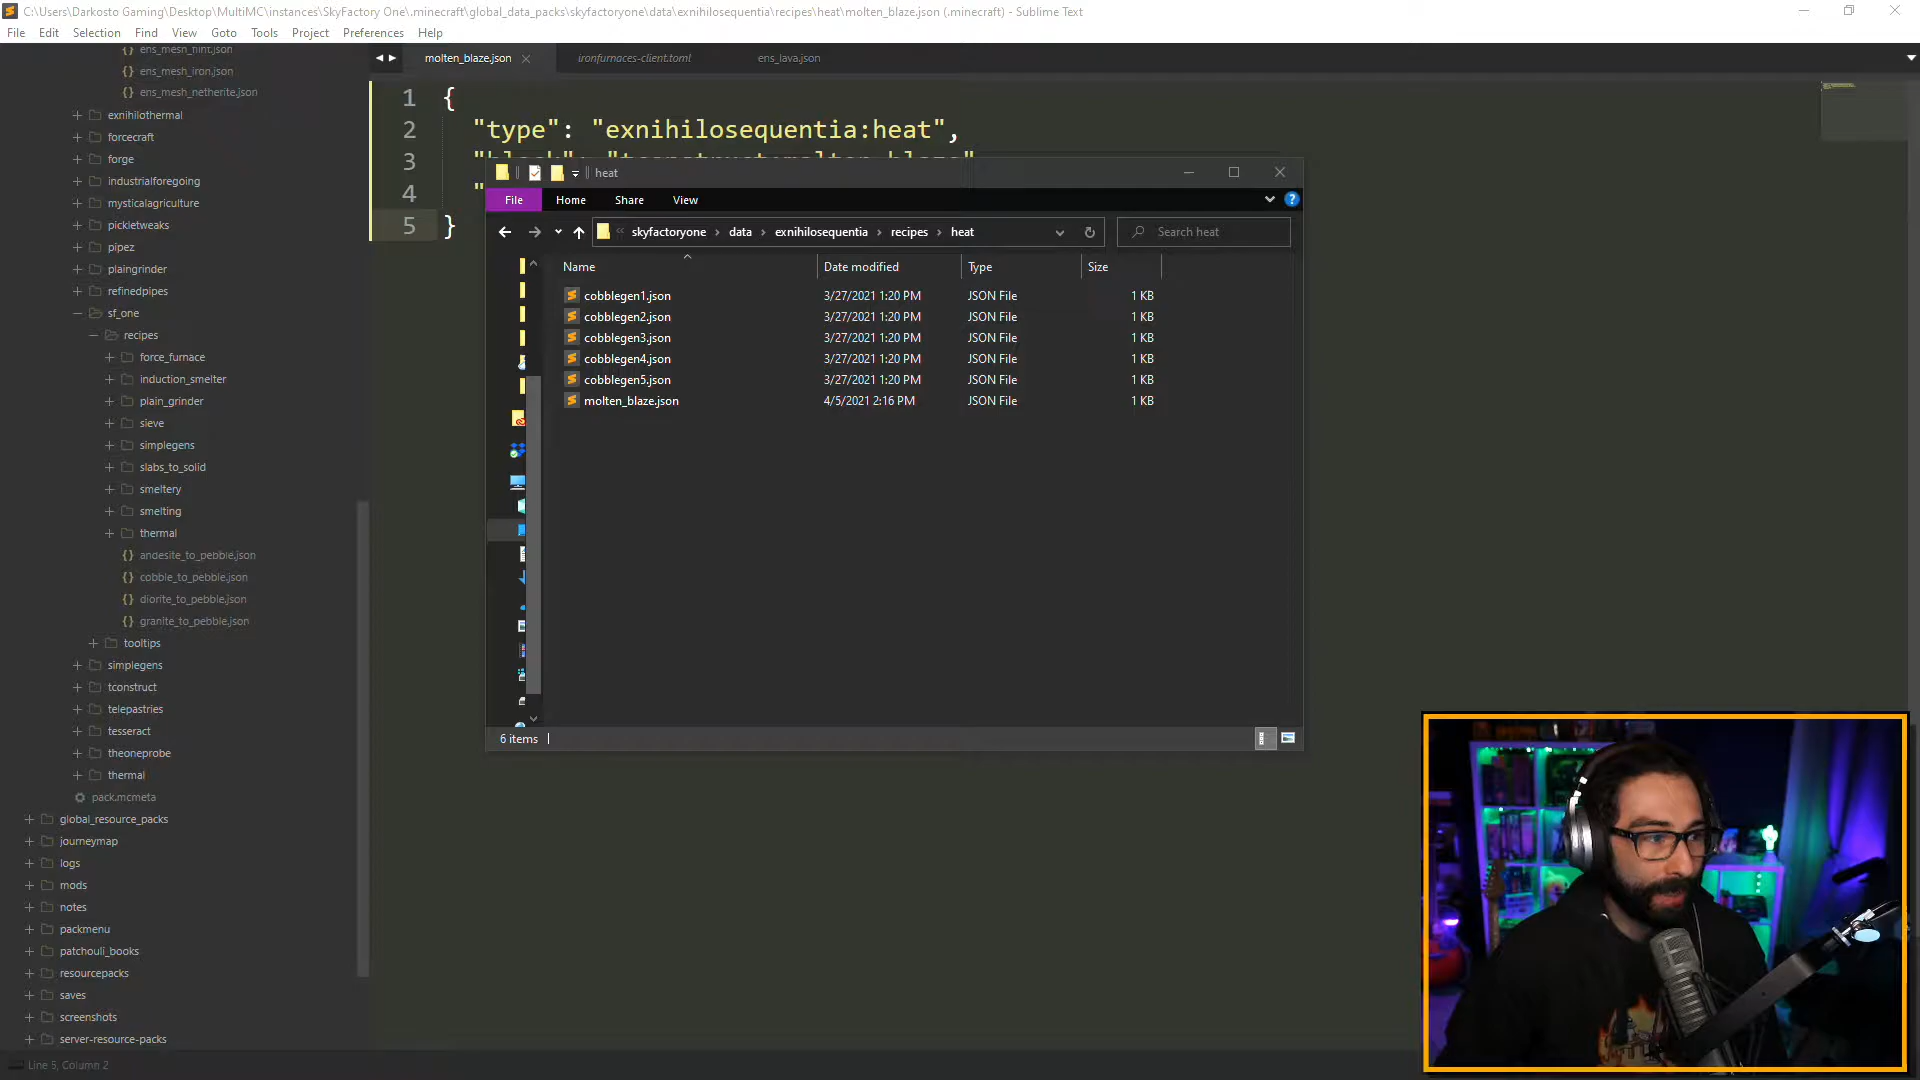 C:\Users\Darkosto Gaming\Desktop\MultiMC\instances\SkyFactory One\.minecraft\global_data_packs\skyfactoryone\data\exnihilosequentia\recipes\heat\molten_blaze.json (.minecraft) - Sublime Text
File Edit Selection Find View Goto Tools Project Preferences Help
ens_mesh_flint.json
ens_mesh_iron.json
ens_mesh_netherite.json
exnihilothermal
forcecraft
forge
industrialforegoing
mysticalagriculture
pickletweaks
pipez
plaingrinder
refinedpipes
sf_one
recipes
force_furnace
induction_smelter
plain_grinder
sieve
simplegens
slabs_to_solid
smeltery
smelting
thermal
andesite_to_pebble.json
cobble_to_pebble.json
diorite_to_pebble.json
granite_to_pebble.json
tooltips
simplegens
tconstruct
telepastries
tesseract
theoneprobe
thermal
pack.mcmeta
global_resource_packs
journeymap
logs
mods
notes
packmenu
patchouli_books
resourcepacks
saves
screenshots
server-resource-packs
Line 5, Column 2
molten_blaze.json ironfurnaces-client.toml ens_lava.json
1 {
2 "type": "exnihilosequentia:heat",
3 "block": "tconstruct:molten_blaze"
4 "
5 }
heat
File Home Share View
skyfactoryone data exnihilosequentia recipes heat Search heat
Name Date modified Type Size
cobblegen1.json 3/27/2021 1:20 PM JSON File 1 KB
cobblegen2.json 3/27/2021 1:20 PM JSON File 1 KB
cobblegen3.json 3/27/2021 1:20 PM JSON File 1 KB
cobblegen4.json 3/27/2021 1:20 PM JSON File 1 KB
cobblegen5.json 3/27/2021 1:20 PM JSON File 1 KB
molten_blaze.json 4/5/2021 2:16 PM JSON File 1 KB
6 items